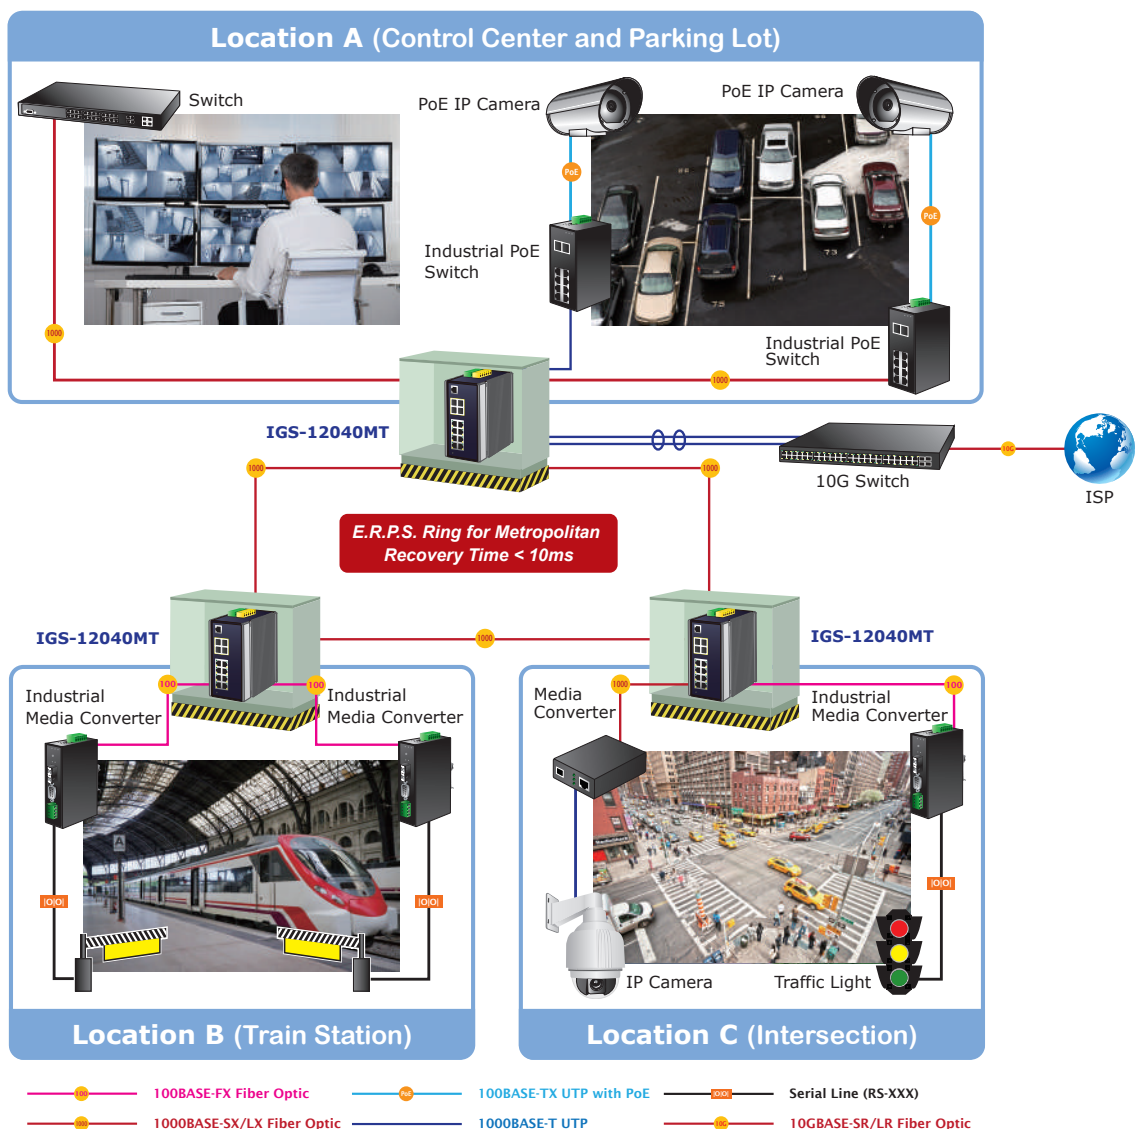 Location A (Control Center and Parking Lot)
Switch
PoE IP Camera
PoE IP Camera
PoE
PoE
Industrial PoE
Switch
Industrial PoE
Switch
1000
1000
IGS-12040MT
10G
10G Switch
ISP
1000
1000
E.R.P.S. Ring for Metropolitan
Recovery Time < 10ms
IGS-12040MT
1000
IGS-12040MT
Industrial
Media Converter
100
100
Industrial
Media Converter
Media
Converter
1000
Industrial
Media Converter
100
A
|O|O|
|O|O|
|O|O|
IP Camera
Traffic Light
Location B (Train Station)
Location C (Intersection)
100 100BASE-FX Fiber Optic
PoE 100BASE-TX UTP with PoE
|O|O| Serial Line (RS-XXX)
1000 1000BASE-SX/LX Fiber Optic
1000BASE-T UTP
10G 10GBASE-SR/LR Fiber Optic